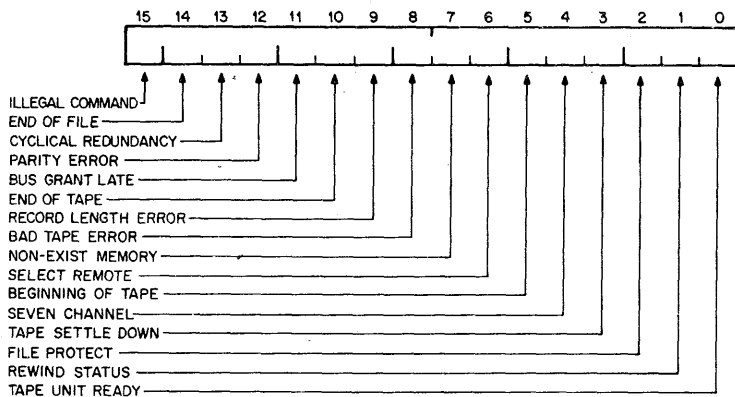 15 14 13 12 11 10 9 8 7 6 5 4 3 2 1 0
ILLEGAL COMMAND
END OF FILE
CYCLICAL REDUNDANCY
PARITY ERROR
BUS GRANT LATE
END OF TAPE
RECORD LENGTH ERROR
BAD TAPE ERROR
NON-EXIST MEMORY
SELECT REMOTE
BEGINNING OF TAPE
SEVEN CHANNEL
TAPE SETTLE DOWN
FILE PROTECT
REWIND STATUS
TAPE UNIT READY